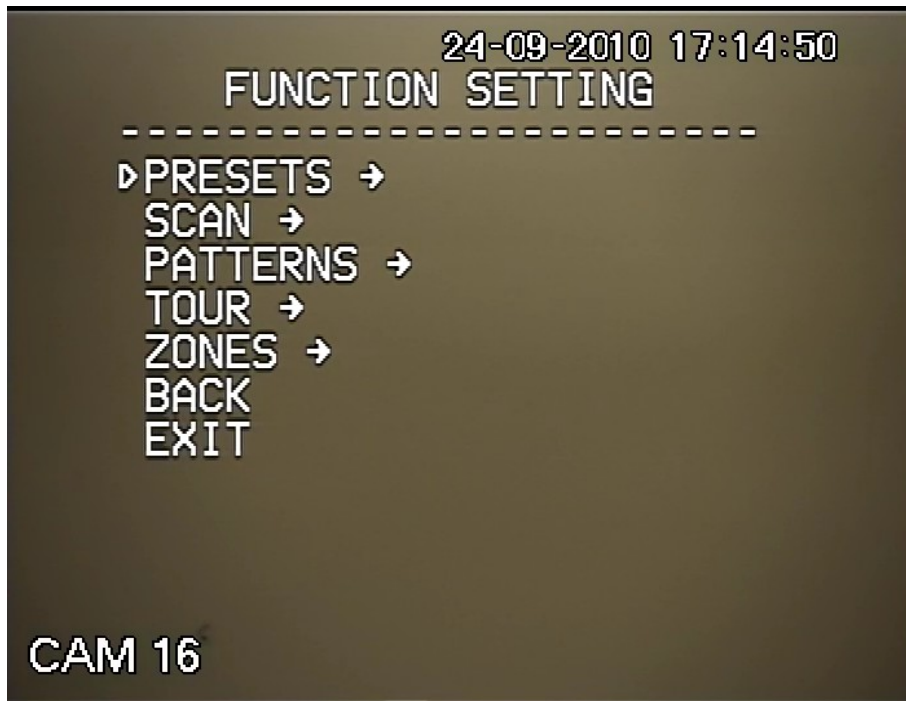 24-09-2010 17:14:50
FUNCTION SETTING
------------------------
▷PRESETS →
SCAN →
PATTERNS →
TOUR →
ZONES →
BACK
EXIT
CAM 16